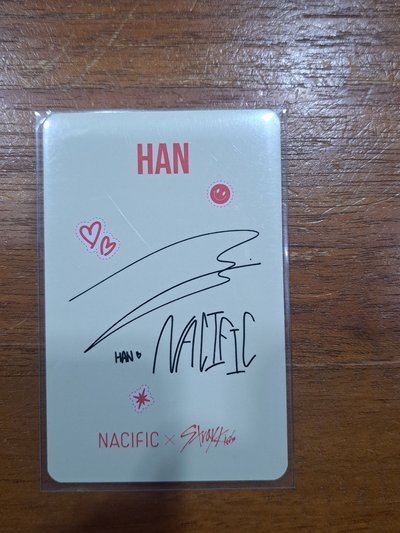 HAN
HAN♡ NACIFIC
NACIFIC × Stray Kids